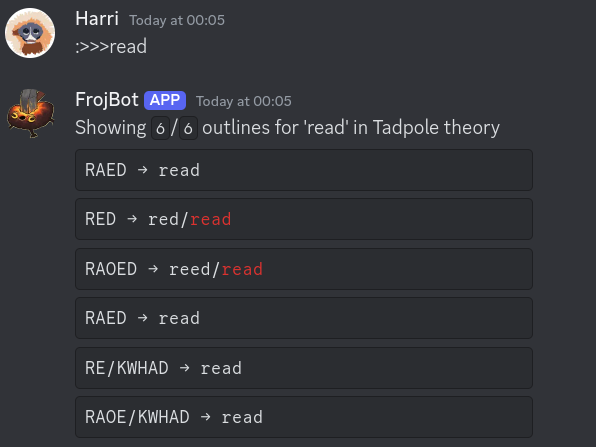 Harri Today at 00:05
:>>>read
FrojBot APP Today at 00:05
Showing 6/6 outlines for 'read' in Tadpole theory
RAED → read
RED → red/read
RAOED → reed/read
RAED → read
RE/KWHAD → read
RAOE/KWHAD → read